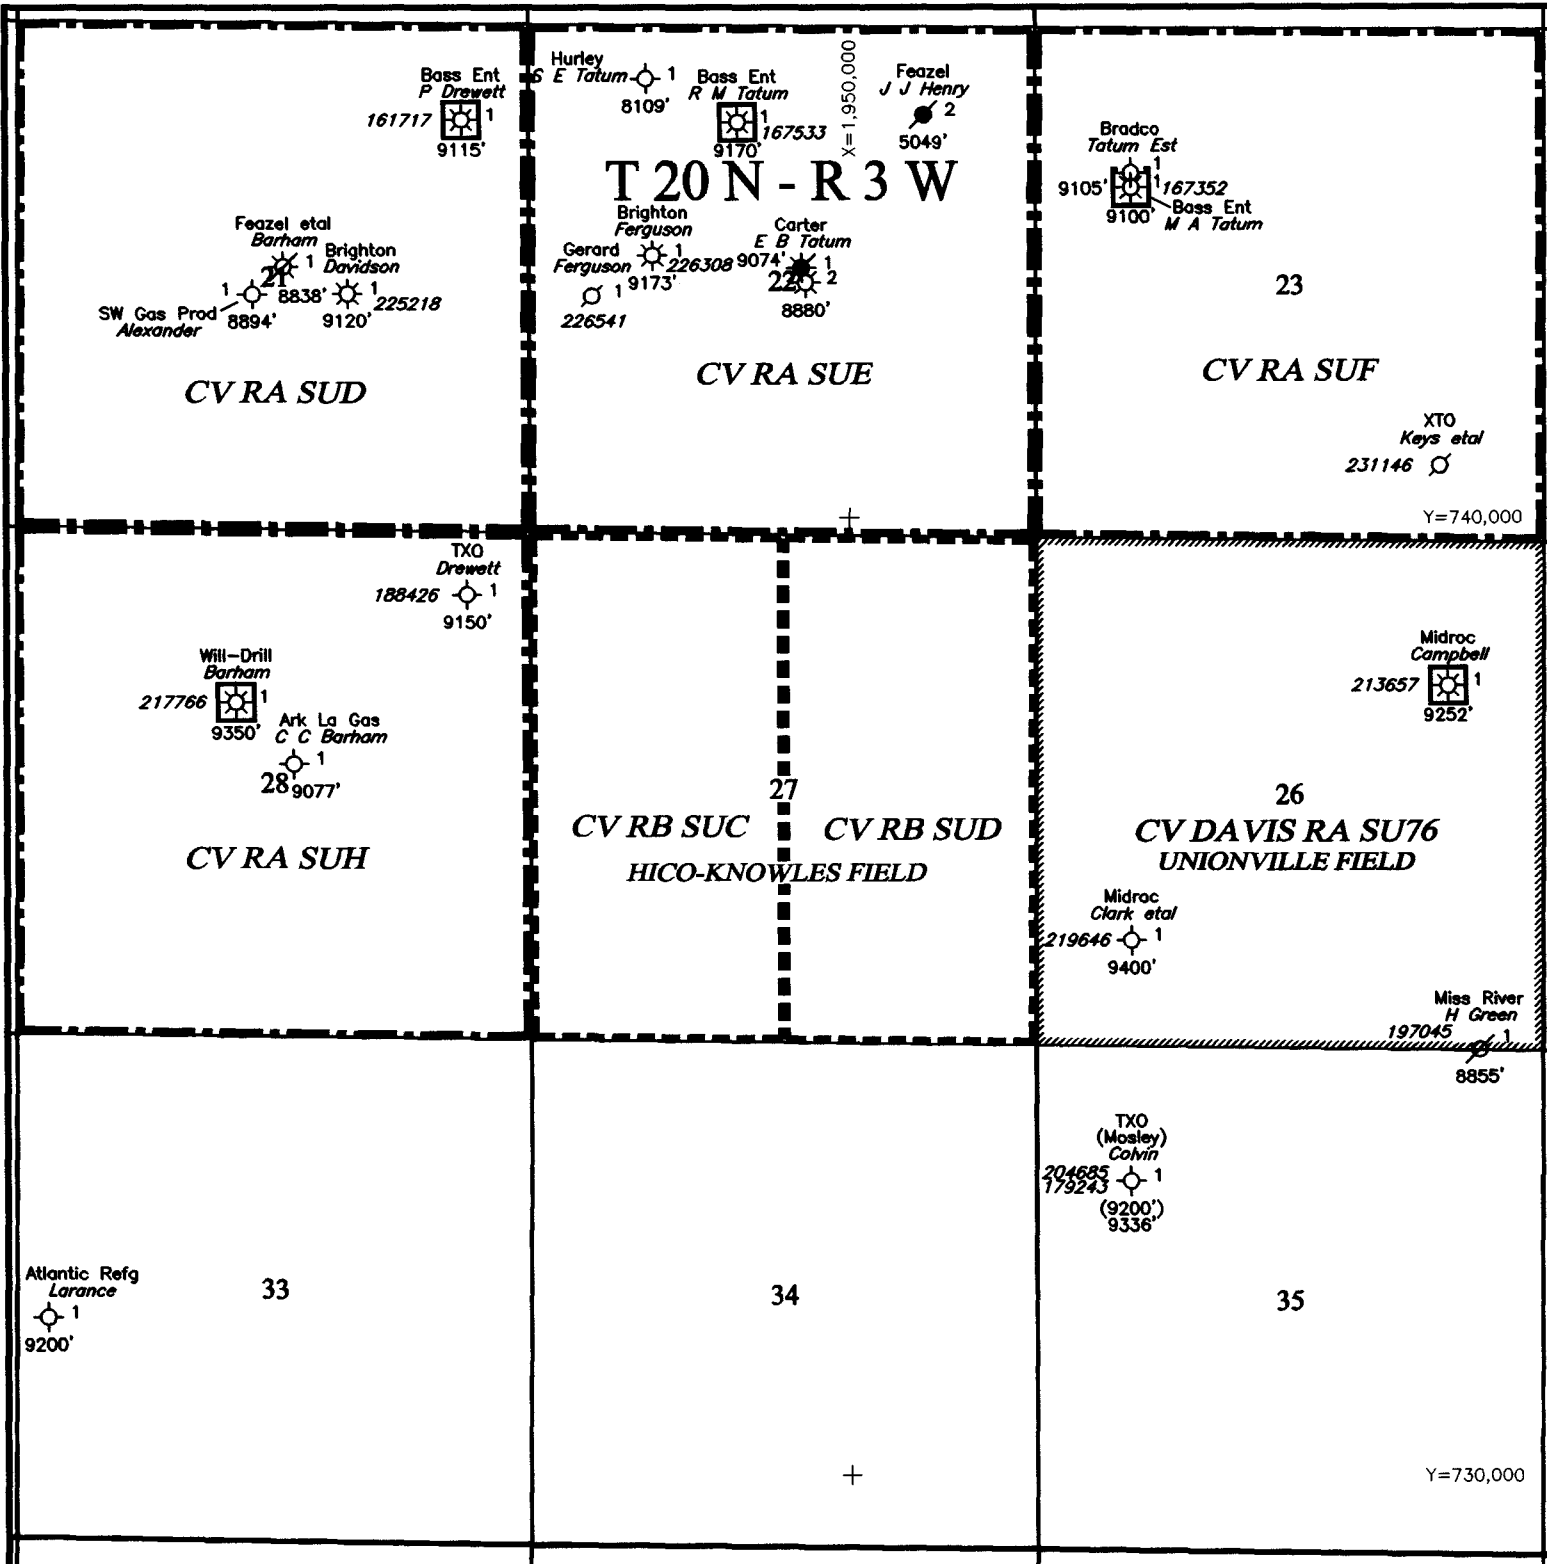 Bass Ent
P Drewett
161717 1
9115'
Feazel etal
Barham
1
21
8838'
Brighton
Davidson
1
225218
9120'
1
SW Gas Prod
Alexander
8894'
CV RA SUD
Hurley
S E Tatum 1
8109'
Bass Ent
R M Tatum
1
167533
9170'
X=1,950,000
Feazel
J J Henry
2
5049'
T 20 N - R 3 W
Brighton
Ferguson
1
226308
9173'
Gerard
Ferguson
1
226541
Carter
E B Tatum
9074' 1
22 2
8880'
CV RA SUE
Bradco
Tatum Est
1
9105' 1 167352
9100' Bass Ent
M A Tatum
23
CV RA SUF
XTO
Keys etal
231146
Y=740,000
TXO
Drewett
188426 1
9150'
Will-Drill
Barham
217766 1
9350'
Ark La Gas
C C Barham
1
28 9077'
CV RA SUH
27
CV RB SUC CV RB SUD
HICO-KNOWLES FIELD
Midroc
Campbell
213657 1
9252'
26
CV DAVIS RA SU76
UNIONVILLE FIELD
Midroc
Clark etal
219646 1
9400'
Miss River
H Green
197045 1
8855'
TXO
(Mosley)
Colvin
204685 1
179243
(9200')
9336'
Atlantic Refg
Larance
1
9200'
33
34
35
Y=730,000